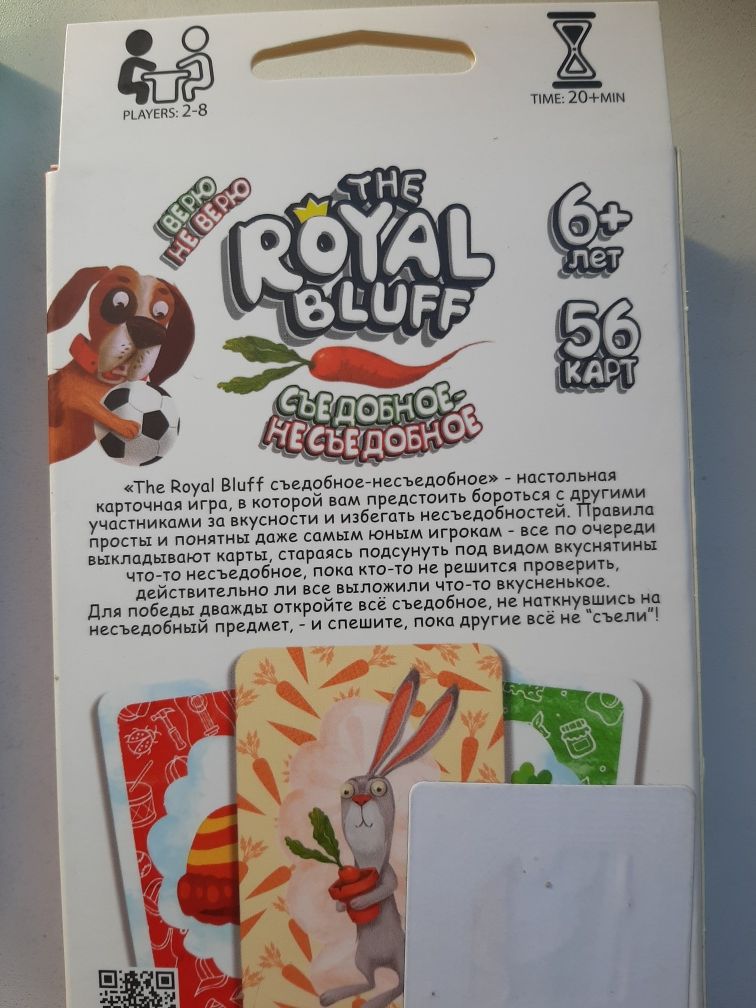 PLAYERS: 2-8
TIME: 20+MIN
ВЕРЮ
НЕ ВЕРЮ
THE
ROYAL
BLUFF
6+
лет
56
КАРТ
СЪЕДОБНОЕ-
НЕСЪЕДОБНОЕ
«The Royal Bluff съедобное-несъедобное» - настольная
карточная игра, в которой вам предстоить бороться с другими
участниками за вкусности и избегать несъедобностей. Правила
просты и понятны даже самым юным игрокам - все по очереди
выкладывают карты, стараясь подсунуть под видом вкуснятины
что-то несъедобное, пока кто-то не решится проверить,
действительно ли все выложили что-то вкусненькое.
Для победы дважды откройте всё съедобное, не наткнувшись на
несъедобный предмет, - и спешите, пока другие всё не "съели"!